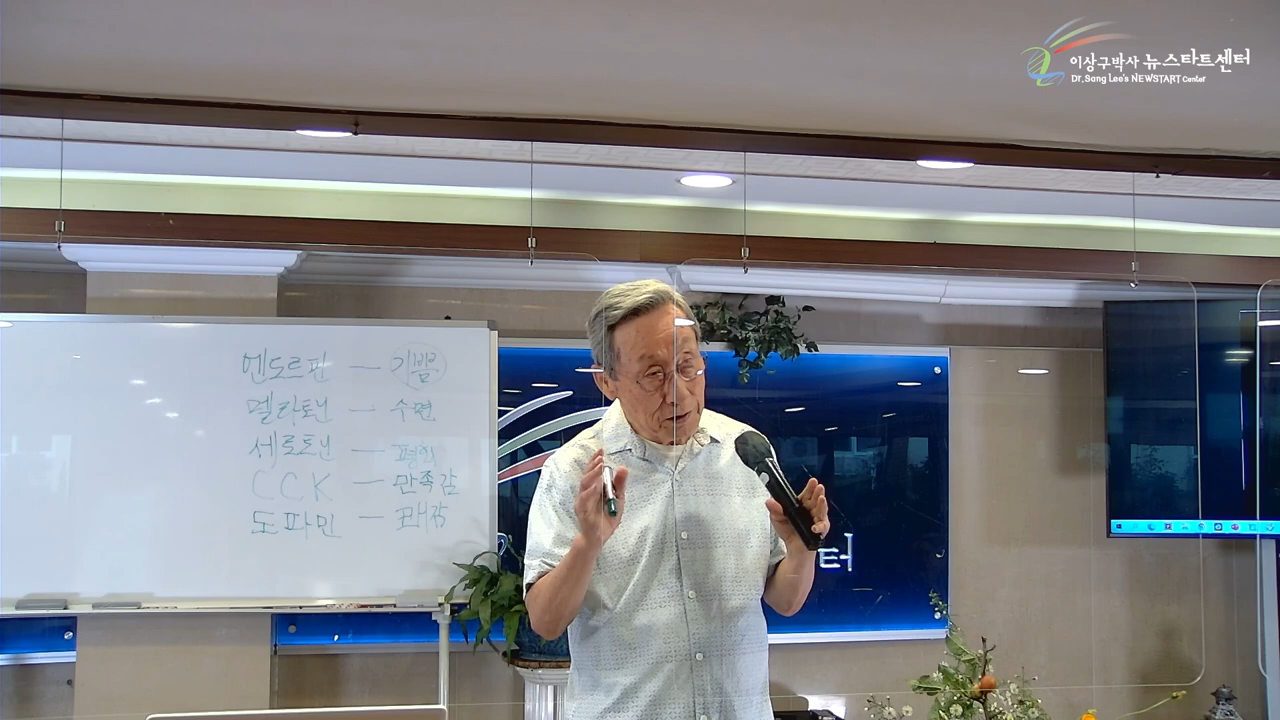 이상구박사 뉴스타트센터
Dr. Sang Lee's NEWSTART Center
엔도르핀 — 기쁨
멜라토닌 — 수면
세로토닌 — 평화
CCK — 만족감
도파민 — 쾌감
터